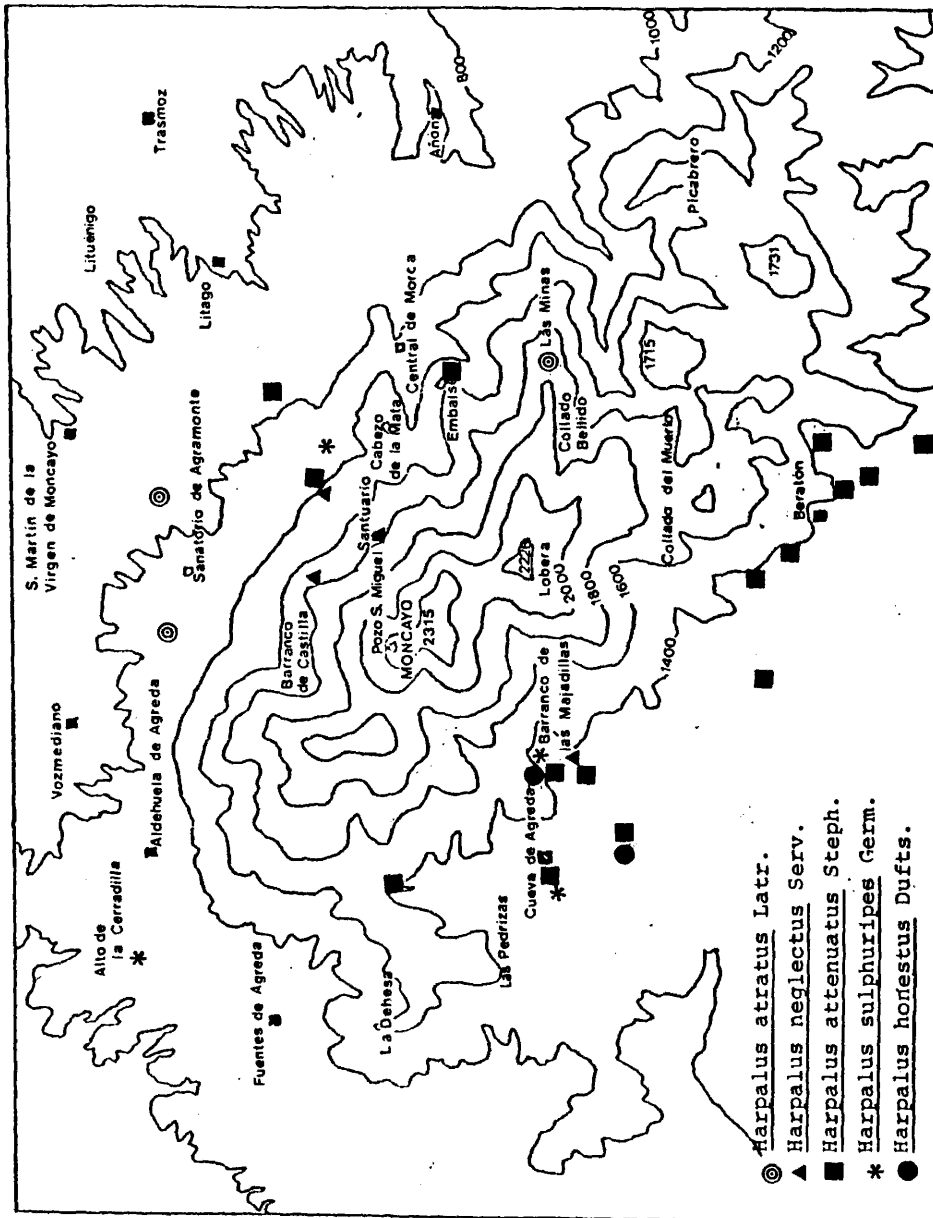 S. Martin de la
Virgen de Moncayo
Lituenigo
Trasmoz
Vozmediano
Litago
Alto de
la Cerradilla
Aldehuela de Agreda
Sanatorio de Agramonte
Fuentes de Agreda
Barranco
de Castilla
Santuario
Cabezo
de la Mata
Central de Morca
Añon
800
La Dehesa
Pozo S. Miguel
MONCAYO
2315
Embalse
1000
1200
Las Pedrizas
Cueva de Agreda
Barranco de
las Majadillas
Lobera
2226
2000
1800
1600
1400
Collado
Bellido
Las Minas
1715
Picabrero
1731
Collado del Muerto
Beratón
Harpalus atratus Latr.
Harpalus neglectus Serv.
Harpalus attenuatus Steph.
Harpalus sulphuripes Germ.
Harpalus honestus Dufts.